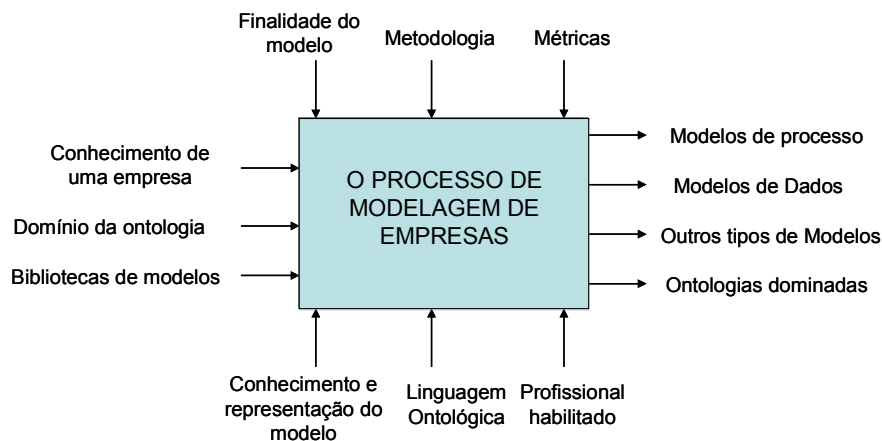 Finalidade do
modelo
Metodologia
Métricas
Conhecimento de
uma empresa
Domínio da ontologia
Bibliotecas de modelos
O PROCESSO DE
MODELAGEM DE
EMPRESAS
Modelos de processo
Modelos de Dados
Outros tipos de Modelos
Ontologias dominadas
Conhecimento e
representação do
modelo
Linguagem
Ontológica
Profissional
habilitado